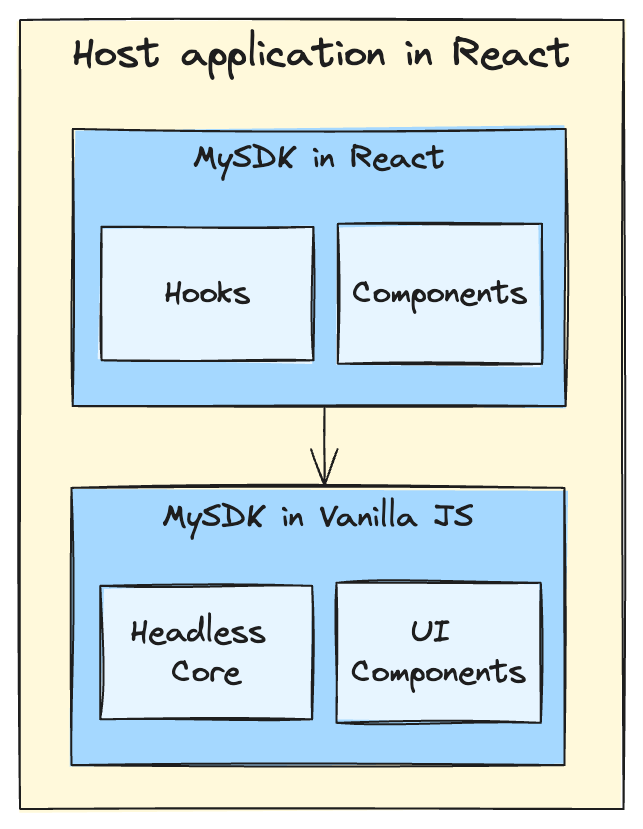 Host application in React
MySDK in React
Hooks
Components
MySDK in Vanilla JS
Headless
Core
UI
Components